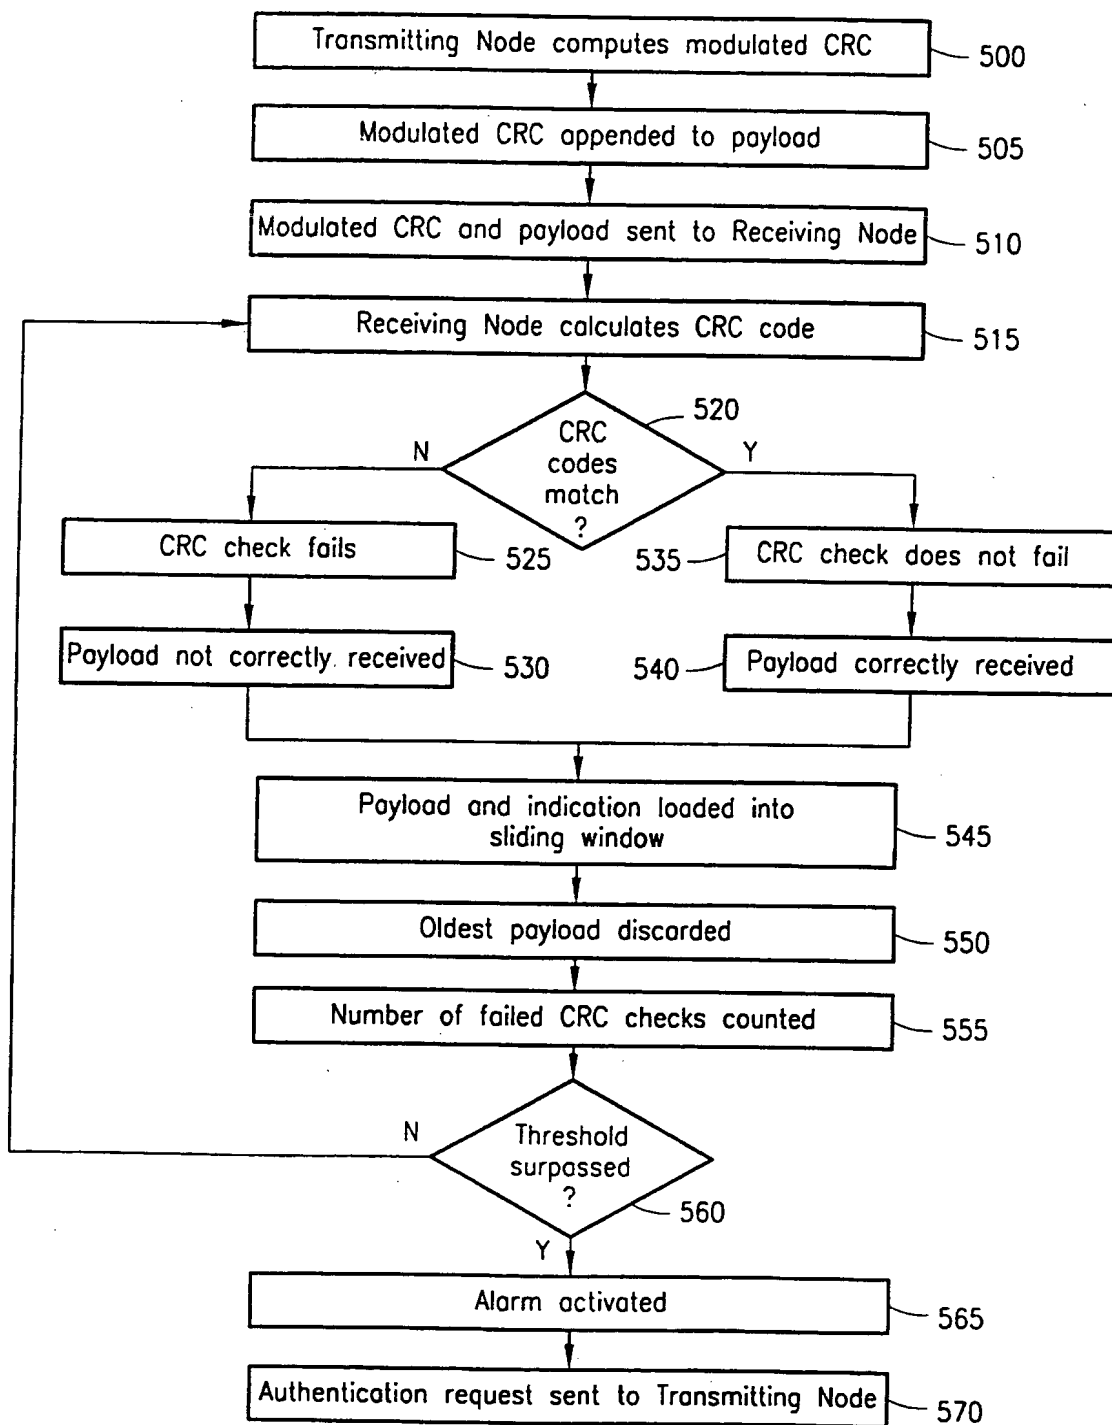 Transmitting Node computes modulated CRC
500
Modulated CRC appended to payload
505
Modulated CRC and payload sent to Receiving Node
510
Receiving Node calculates CRC code
515
520
N
CRC
codes
match
?
Y
CRC check fails
525
535
CRC check does not fail
Payload not correctly received
530
540
Payload correctly received
Payload and indication loaded into
sliding window
545
Oldest payload discarded
550
Number of failed CRC checks counted
555
N
Threshold
surpassed
?
560
Y
Alarm activated
565
Authentication request sent to Transmitting Node
570